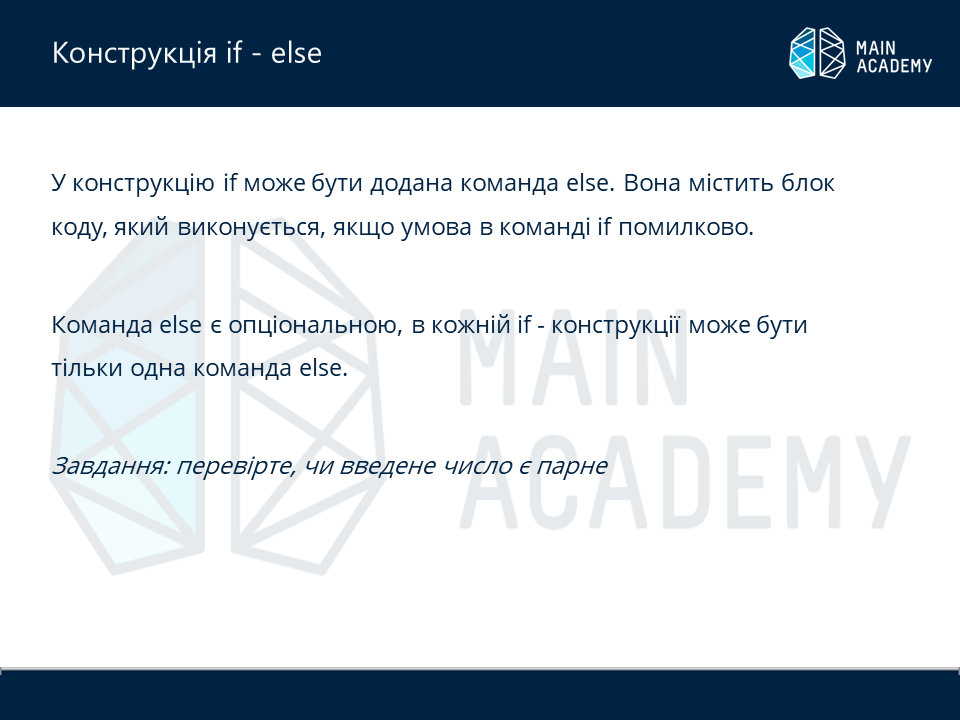 Конструкція if - else
MAIN
ACADEMY
У конструкцію if може бути додана команда else. Вона містить блок
коду, який виконується, якщо умова в команді if помилково.
Команда else є опціональною, в кожній if - конструкції може бути
тільки одна команда else.
Завдання: перевірте, чи введене число є парне
MAIN
ACADEMY